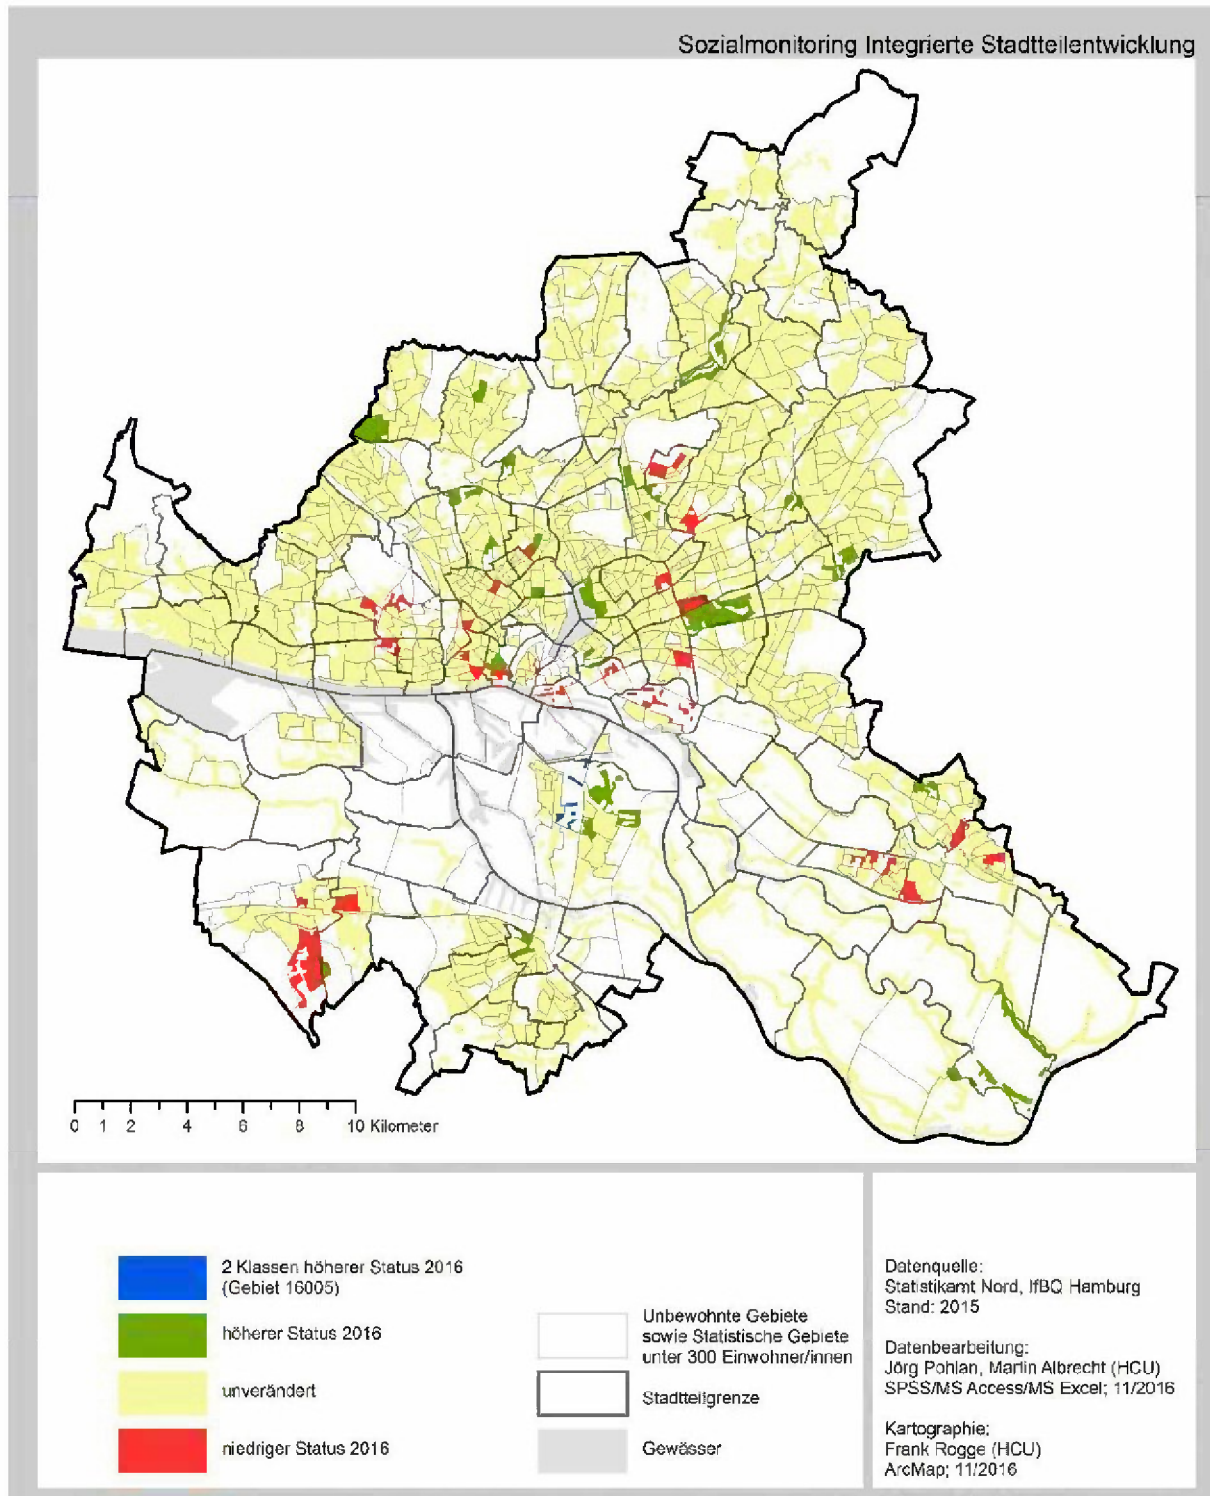 Sozialmonitoring Integrierte Stadtteilentwicklung
0 1 2 4 6 8 10 Kilometer
2 Klassen höherer Status 2016
(Gebiet 16005)
höherer Status 2016
unverändert
niedriger Status 2016
Unbewohnte Gebiete
sowie Statistische Gebiete
unter 300 Einwohner/innen
Stadtteilgrenze
Gewässer
Datenquelle:
Statistikamt Nord, IfBQ Hamburg
Stand: 2015
Datenbearbeitung:
Jörg Pohlan, Martin Albrecht (HCU)
SPSS/MS Access/MS Excel; 11/2016
Kartographie:
Frank Rogge (HCU)
ArcMap; 11/2016